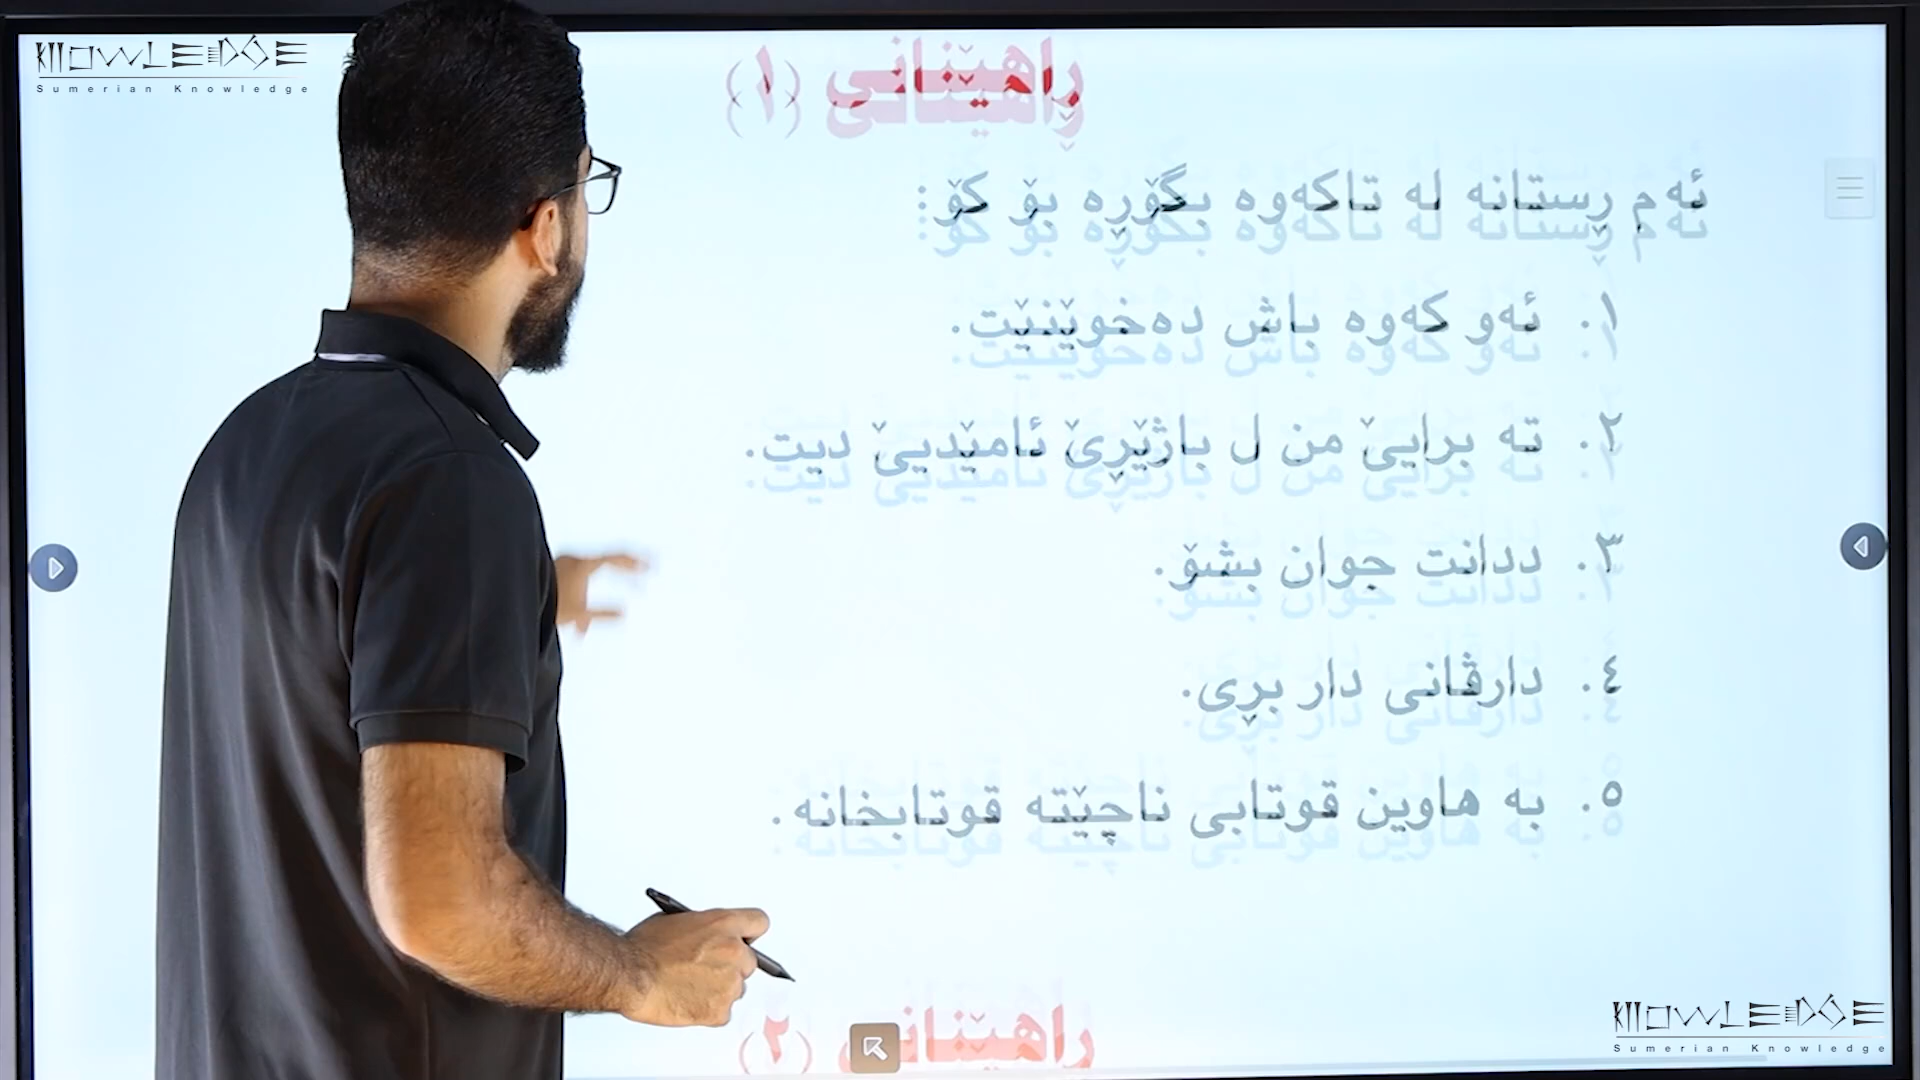 KNOWLEDGE
Sumerian Knowledge
ڕاهێنانی (١)
ئەم ڕستانە لە تاکەوە بگۆڕە بۆ کۆ:
١. ئەو کەوە باش دەخوێنێت.
٢. تە برایێ من ل باژێڕێ ئامێدیێ دیت.
٣. ددانت جوان بشۆ.
٤. دارڤانی دار بڕی.
٥. بە هاوین قوتابی ناچێتە قوتابخانە.
ڕاهێنانی (٢)
KNOWLEDGE
Sumerian Knowledge